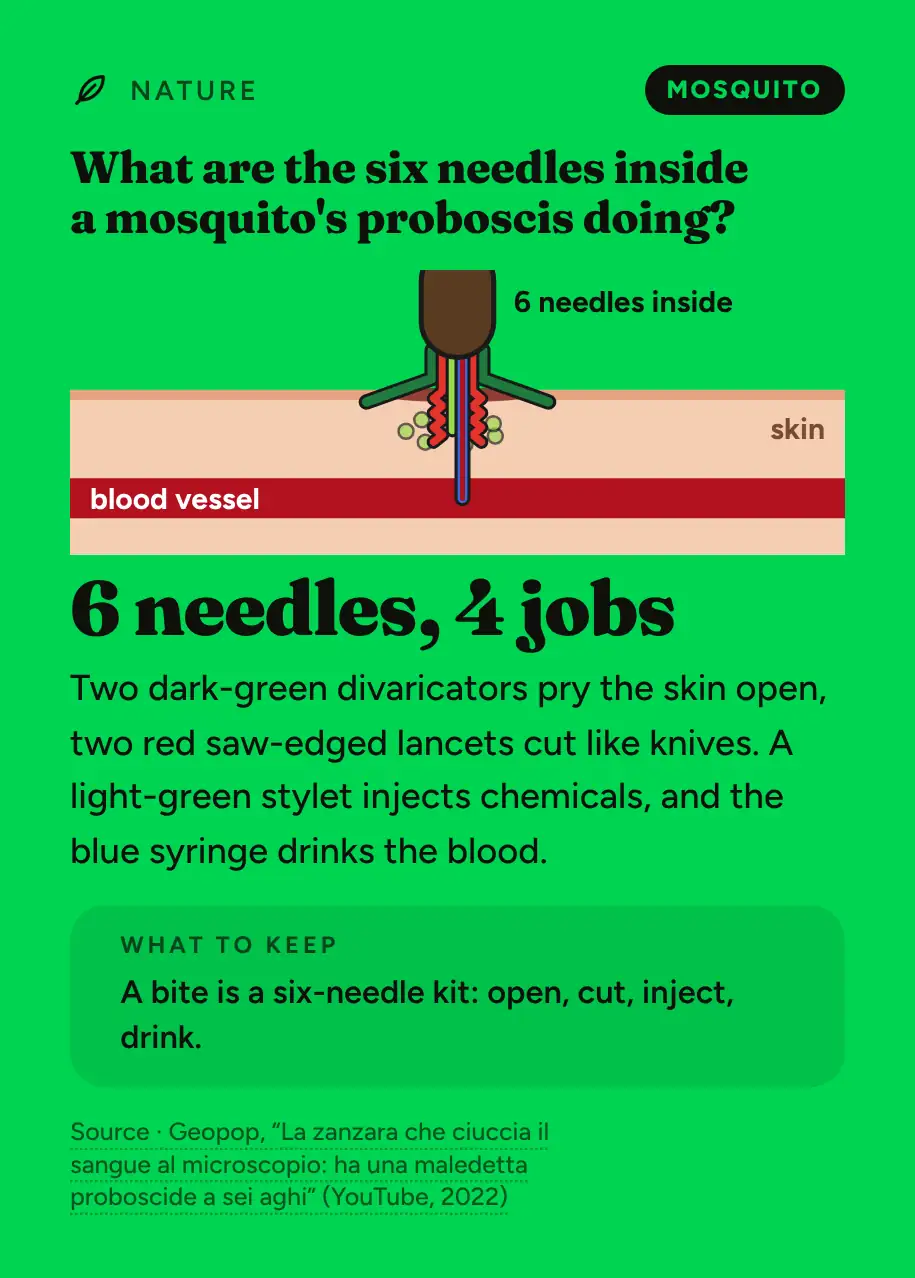 NATURE
MOSQUITO
What are the six needles inside
a mosquito's proboscis doing?
6 needles inside
skin
blood vessel
6 needles, 4 jobs
Two dark-green divaricators pry the skin open,
two red saw-edged lancets cut like knives. A
light-green stylet injects chemicals, and the
blue syringe drinks the blood.
WHAT TO KEEP
A bite is a six-needle kit: open, cut, inject,
drink.
Source · Geopop, “La zanzara che ciuccia il
sangue al microscopio: ha una maledetta
proboscide a sei aghi” (YouTube, 2022)